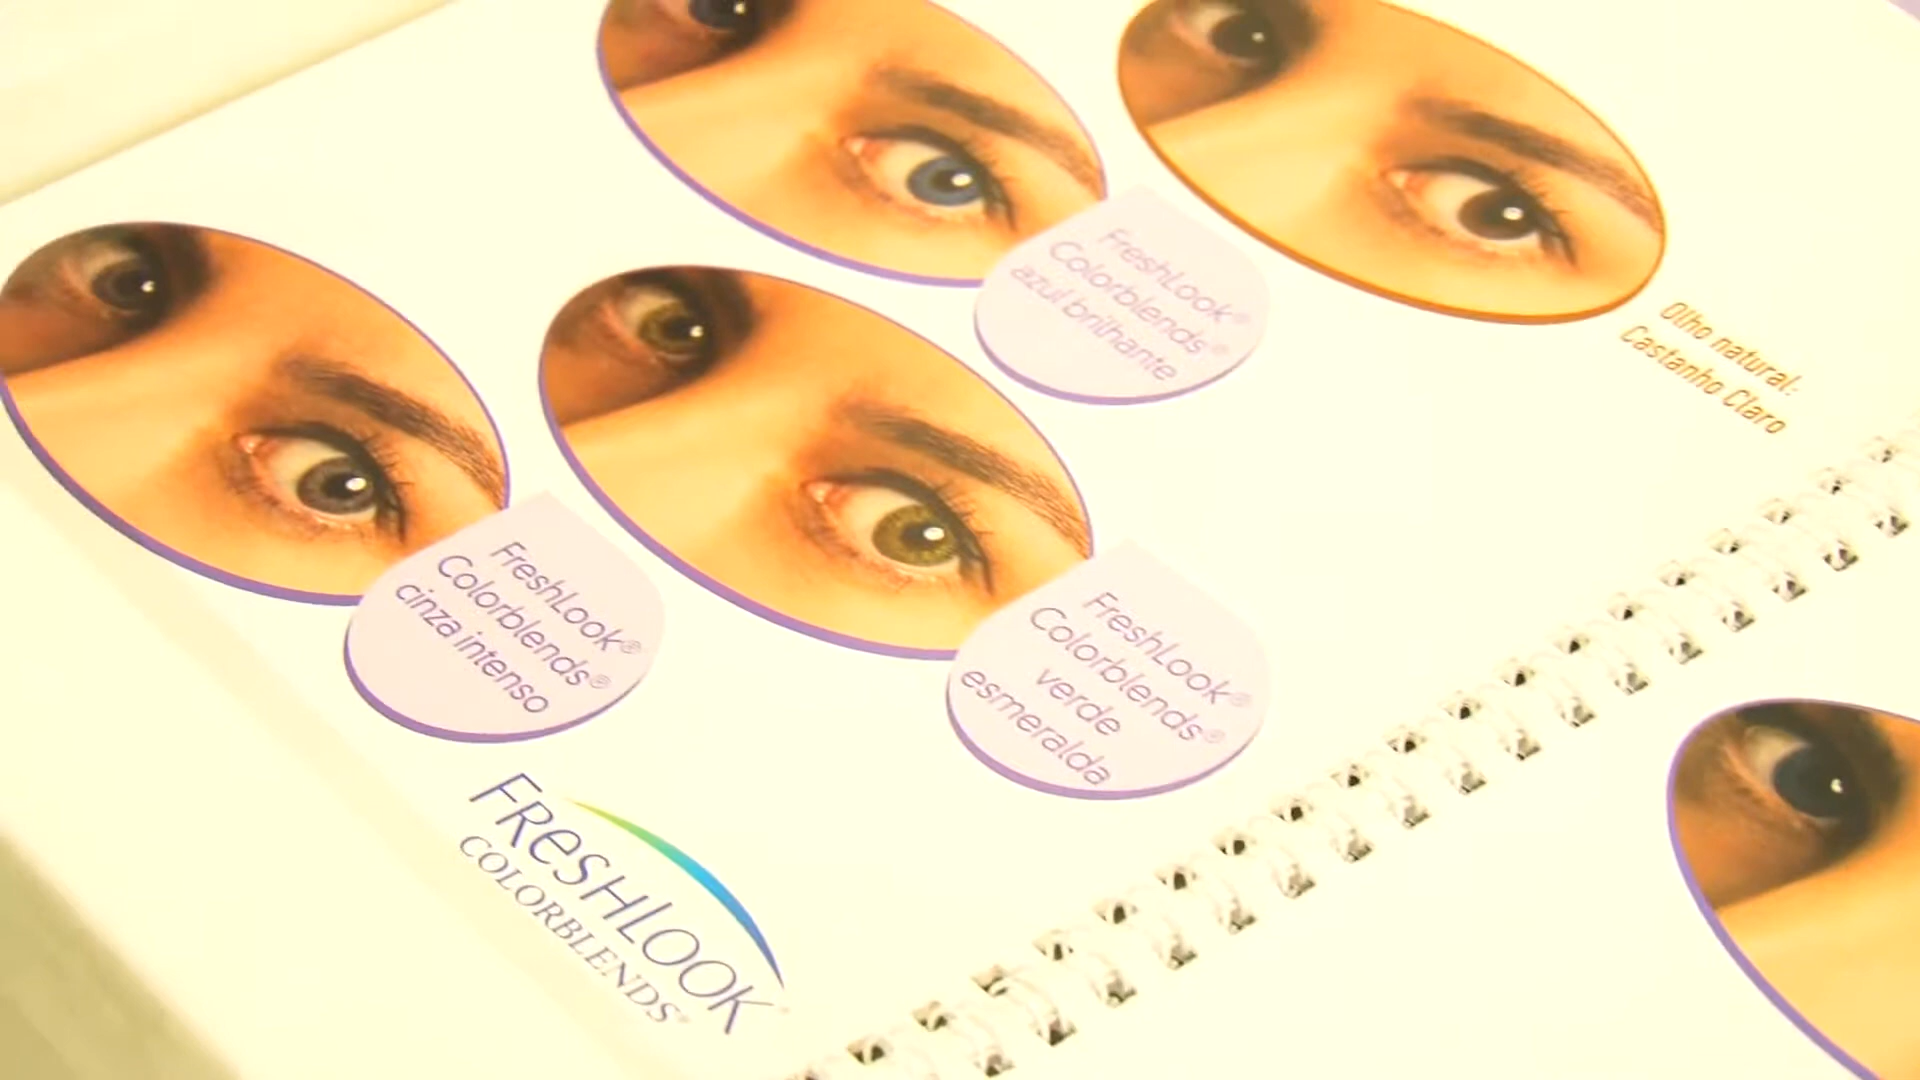 FreshLook®
Colorblends®
azul brilhante
Olho natural:
Castanho Claro
FreshLook®
Colorblends®
cinza intenso
FreshLook®
Colorblends®
verde
esmeralda
FRESHLOOK
COLORBLENDS®